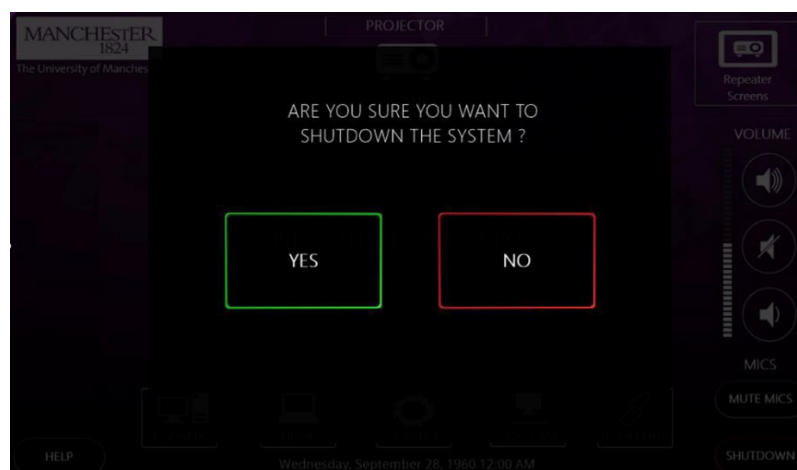 MANCHESTER
1824
The University of Manches
PROJECTOR
Repeater
Screens
ARE YOU SURE YOU WANT TO
SHUTDOWN THE SYSTEM ?
VOLUME
YES
NO
MICS
MUTE MICS
HELP
Wednesday, September 28, 1960 12:00 AM
SHUTDOWN